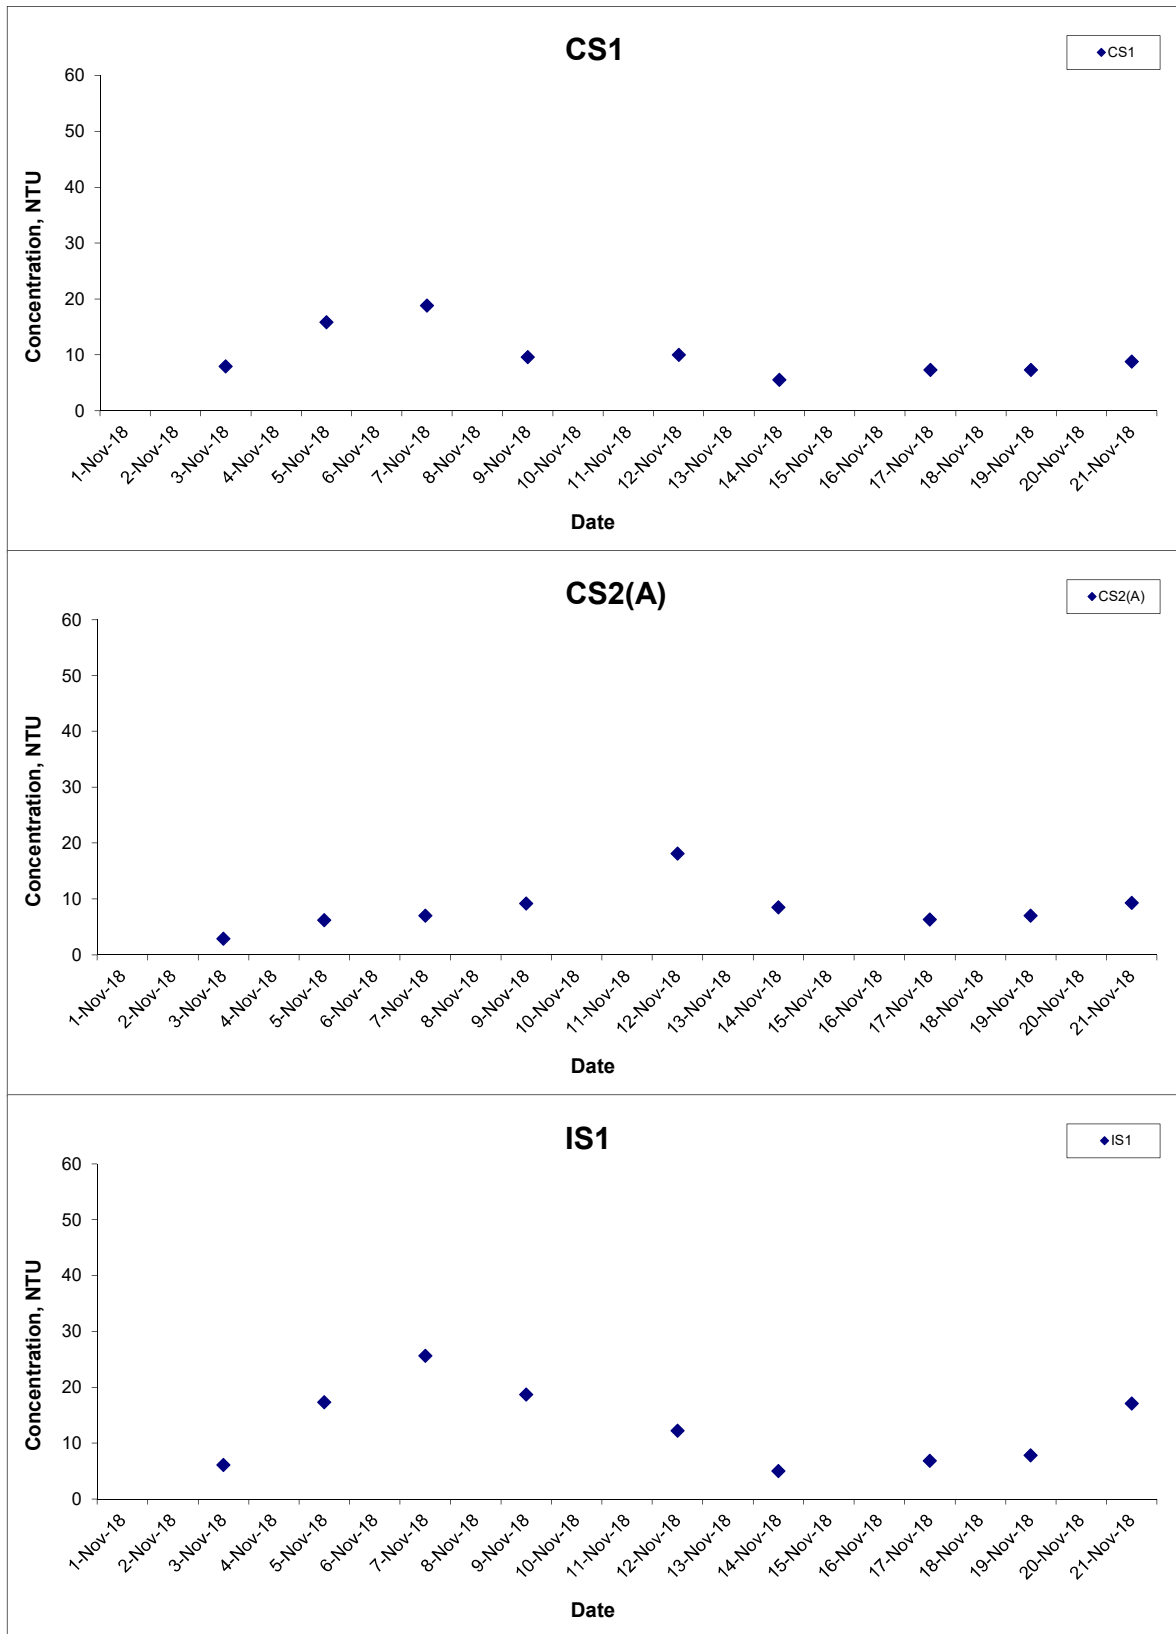 CS1
CS1
Concentration, NTU
60
50
40
30
20
10
0
1-Nov-18
2-Nov-18
3-Nov-18
4-Nov-18
5-Nov-18
6-Nov-18
7-Nov-18
8-Nov-18
9-Nov-18
10-Nov-18
11-Nov-18
12-Nov-18
13-Nov-18
14-Nov-18
15-Nov-18
16-Nov-18
17-Nov-18
18-Nov-18
19-Nov-18
20-Nov-18
21-Nov-18
Date
CS2(A)
CS2(A)
Concentration, NTU
60
50
40
30
20
10
0
1-Nov-18
2-Nov-18
3-Nov-18
4-Nov-18
5-Nov-18
6-Nov-18
7-Nov-18
8-Nov-18
9-Nov-18
10-Nov-18
11-Nov-18
12-Nov-18
13-Nov-18
14-Nov-18
15-Nov-18
16-Nov-18
17-Nov-18
18-Nov-18
19-Nov-18
20-Nov-18
21-Nov-18
Date
IS1
IS1
Concentration, NTU
60
50
40
30
20
10
0
1-Nov-18
2-Nov-18
3-Nov-18
4-Nov-18
5-Nov-18
6-Nov-18
7-Nov-18
8-Nov-18
9-Nov-18
10-Nov-18
11-Nov-18
12-Nov-18
13-Nov-18
14-Nov-18
15-Nov-18
16-Nov-18
17-Nov-18
18-Nov-18
19-Nov-18
20-Nov-18
21-Nov-18
Date